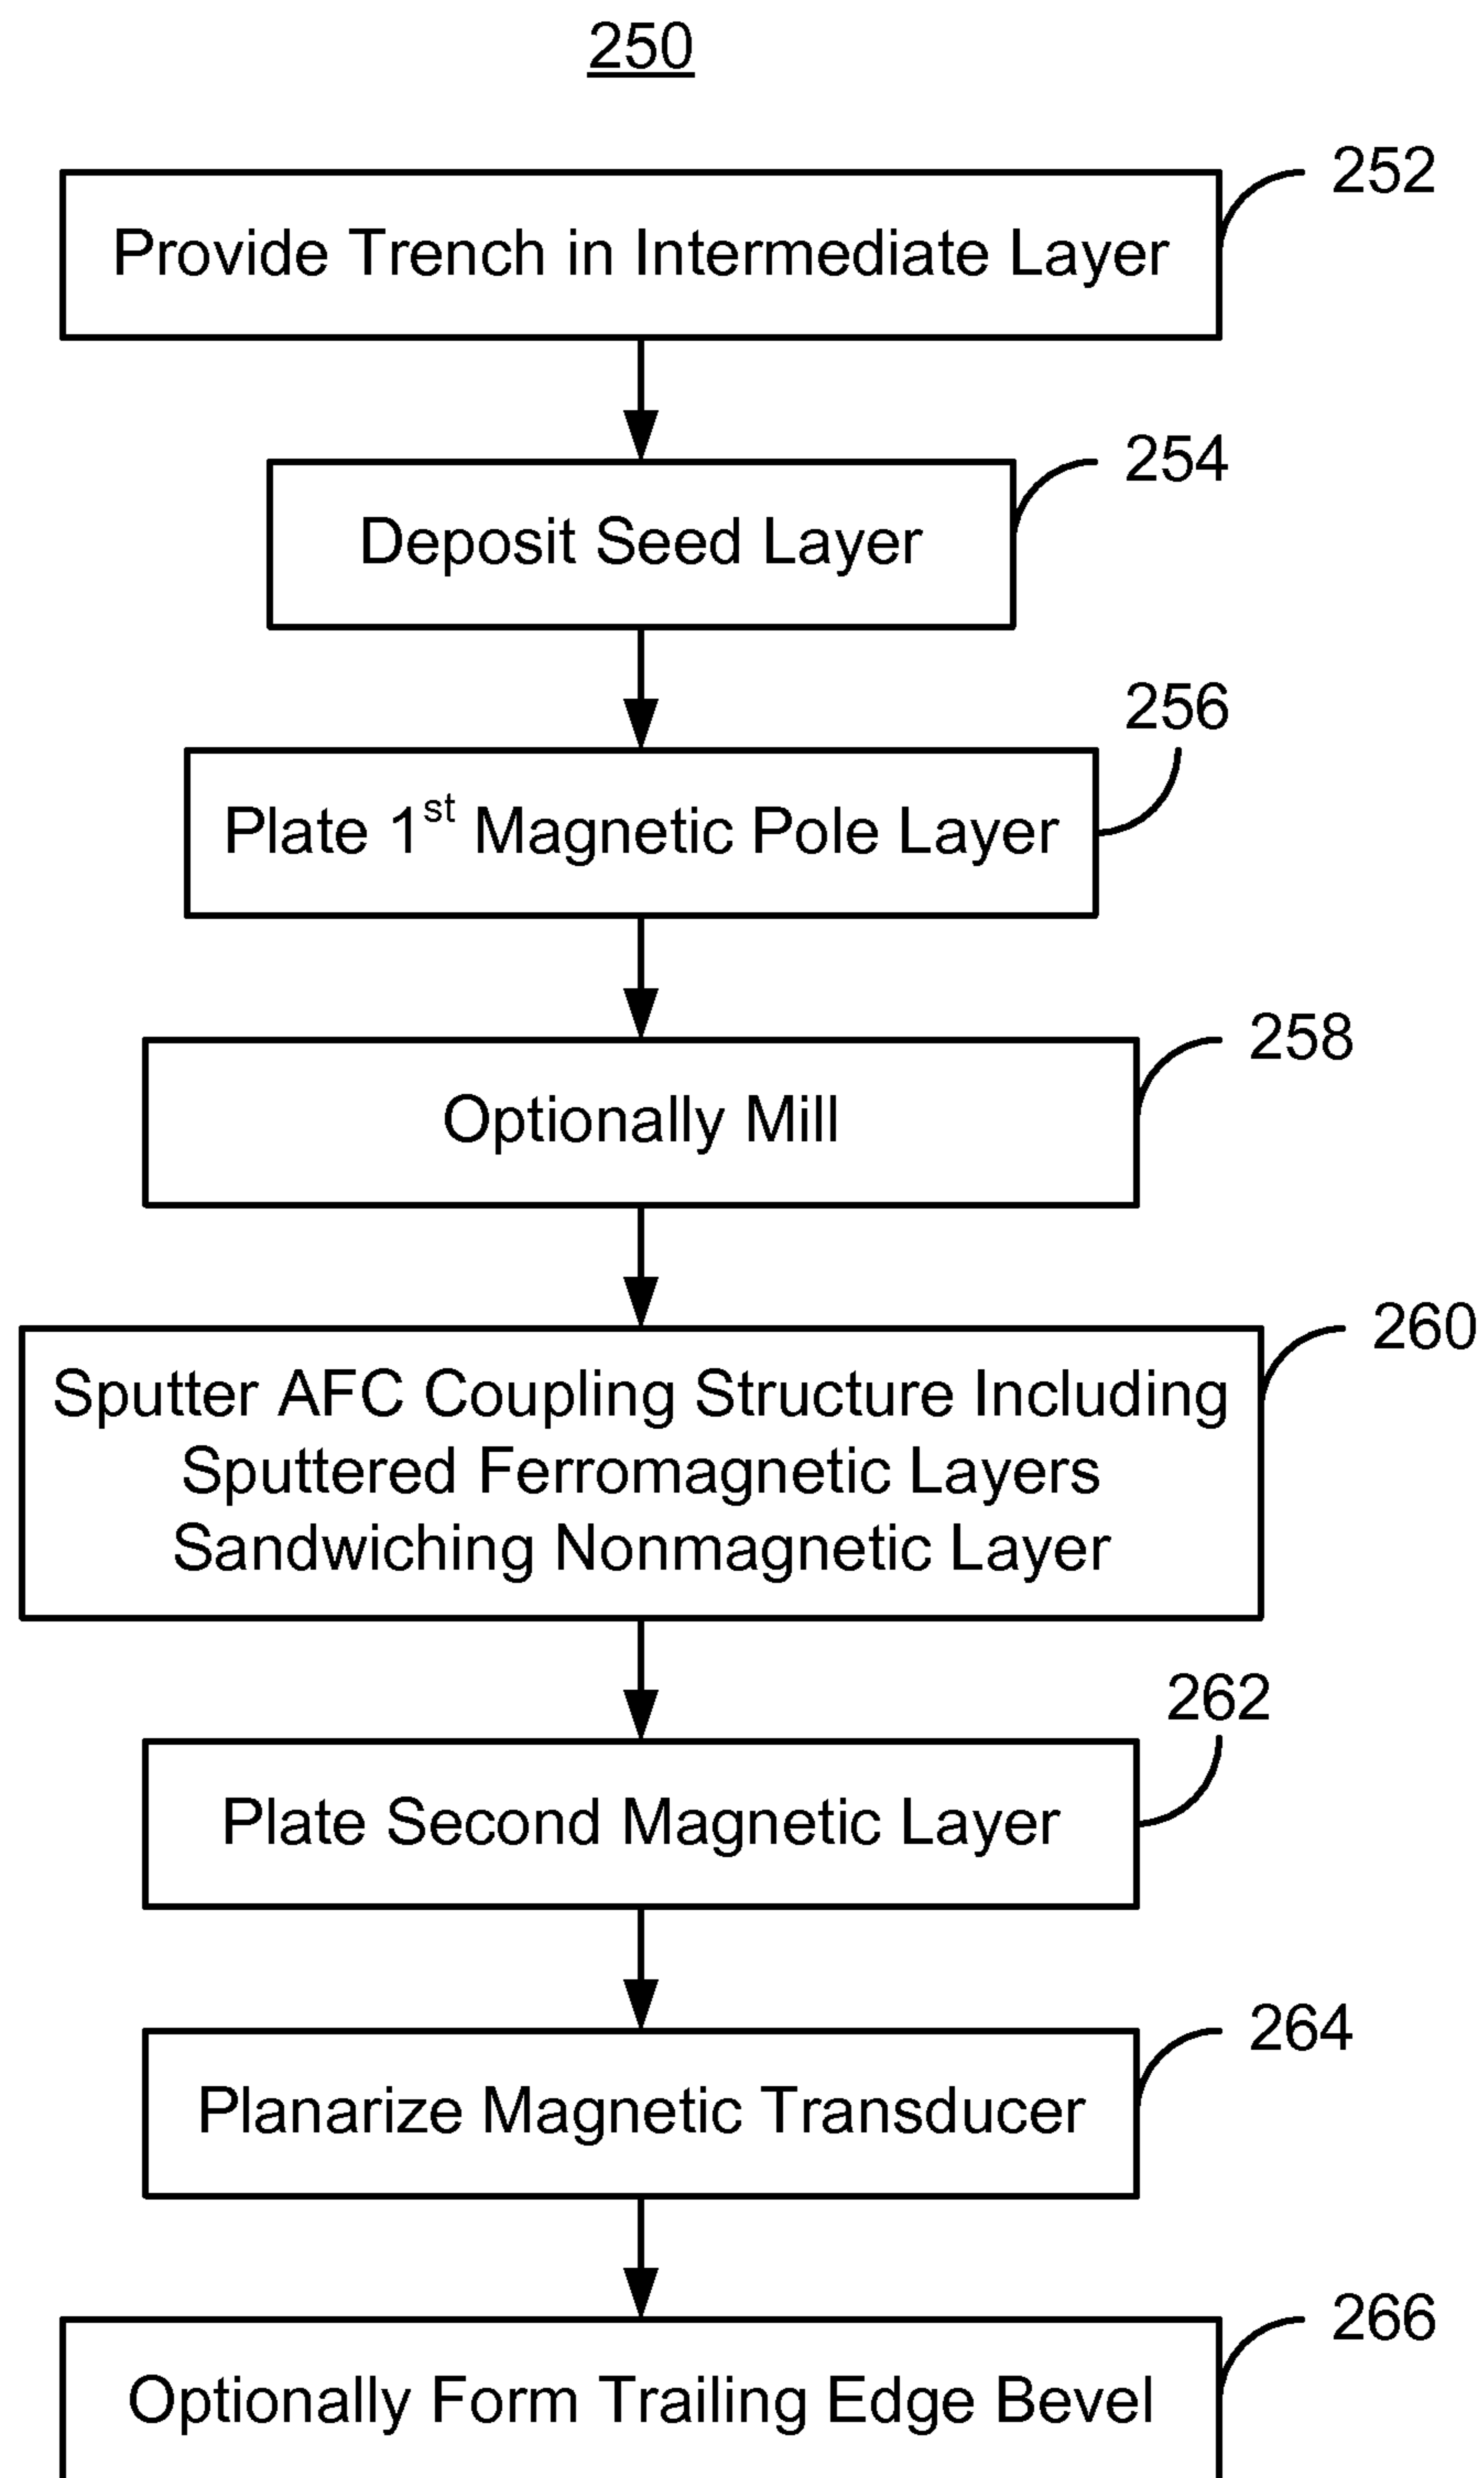 250
252
Provide Trench in Intermediate Layer
254
Deposit Seed Layer
256
Plate 1st Magnetic Pole Layer
258
Optionally Mill
260
Sputter AFC Coupling Structure Including
Sputtered Ferromagnetic Layers
Sandwiching Nonmagnetic Layer
262
Plate Second Magnetic Layer
264
Planarize Magnetic Transducer
266
Optionally Form Trailing Edge Bevel